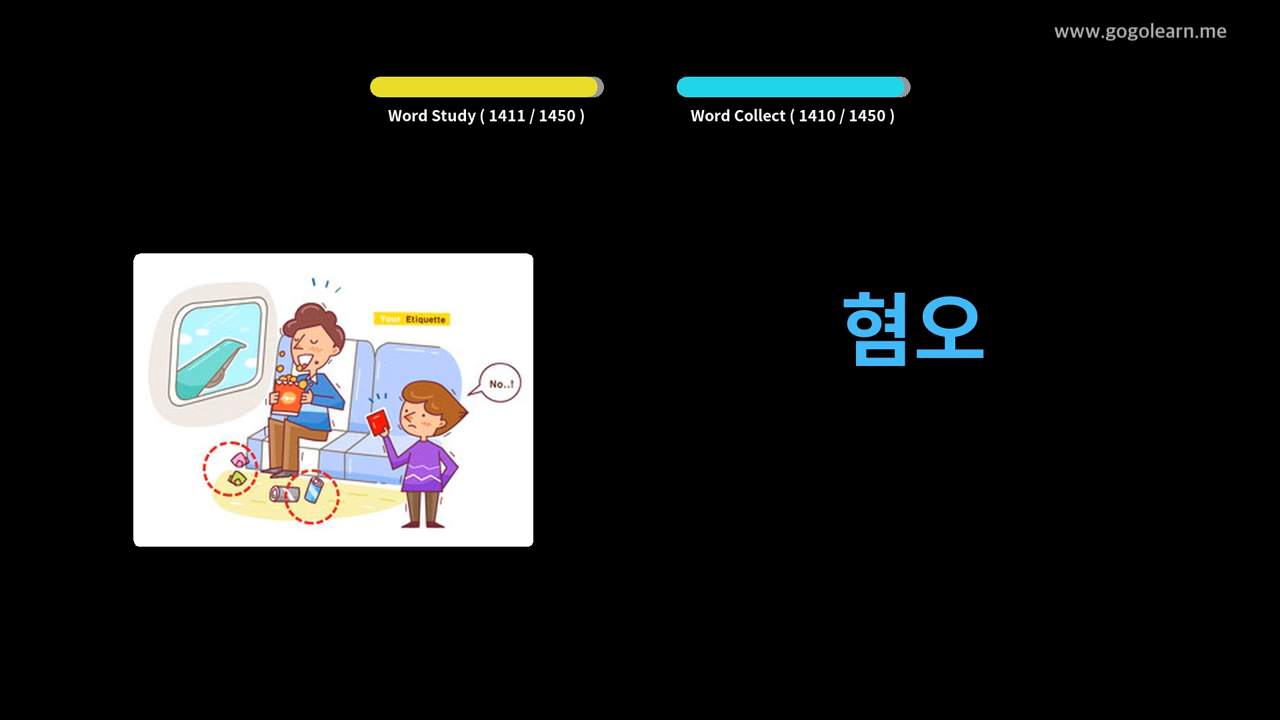 www.gogolearn.me
Word Study ( 1411 / 1450 )
Word Collect ( 1410 / 1450 )
Your Etiquette
No..!
혐오